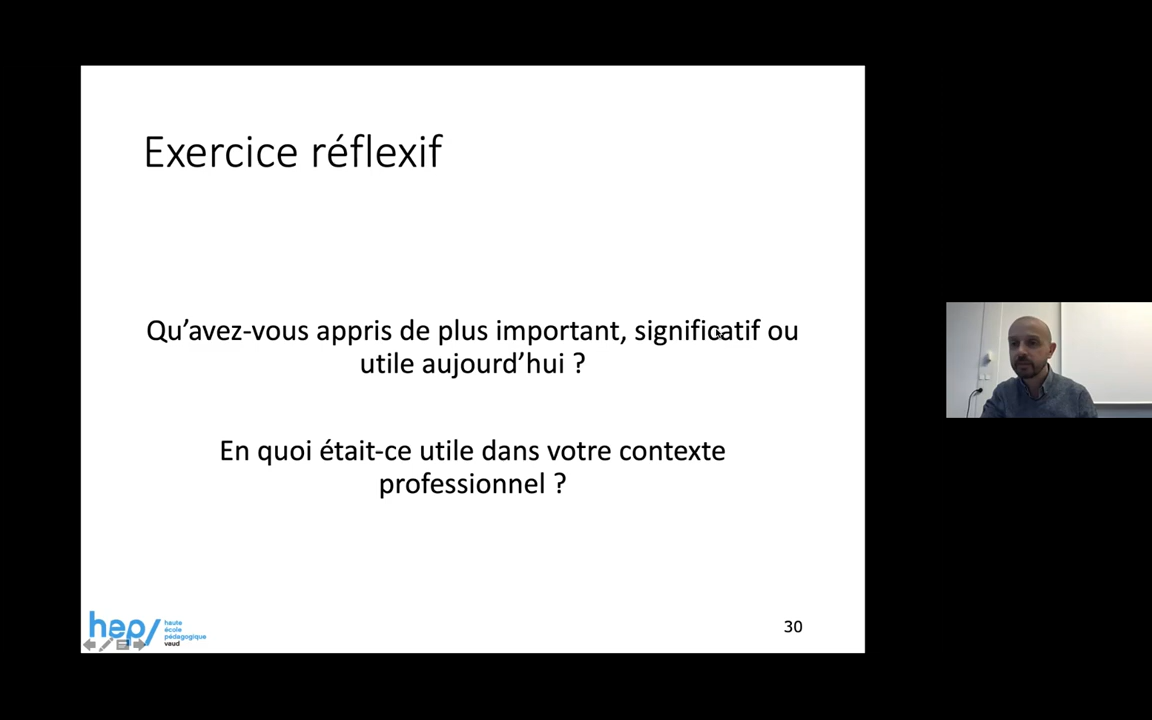 Exercice réflexif
Qu’avez-vous appris de plus important, significatif ou
utile aujourd’hui ?
En quoi était-ce utile dans votre contexte
professionnel ?
hep/
haute
école
pédagogique
vaud
30